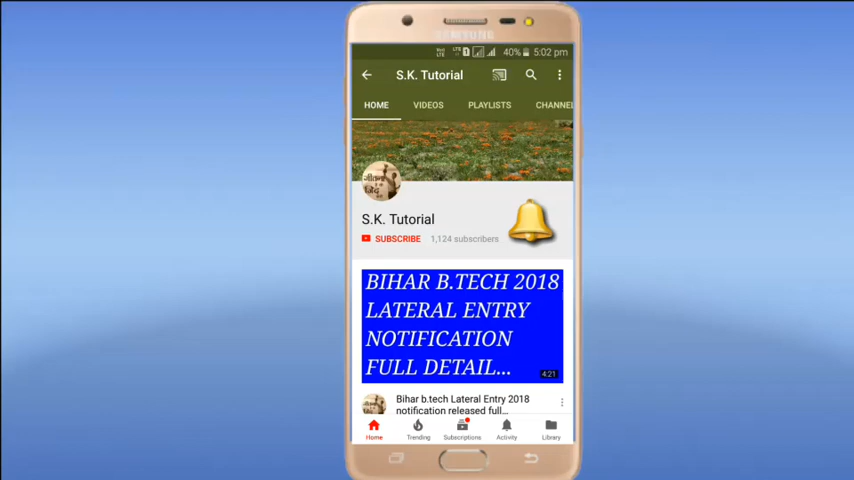 SAMSUNG
40% 5:02 pm
S.K. Tutorial
HOME VIDEOS PLAYLISTS CHANNEL
S.K. Tutorial
SUBSCRIBE 1,124 subscribers
BIHAR B.TECH 2018
LATERAL ENTRY
NOTIFICATION
FULL DETAIL...
4:21
Bihar b.tech Lateral Entry 2018
notification released full...
Home Trending Subscriptions Activity Library